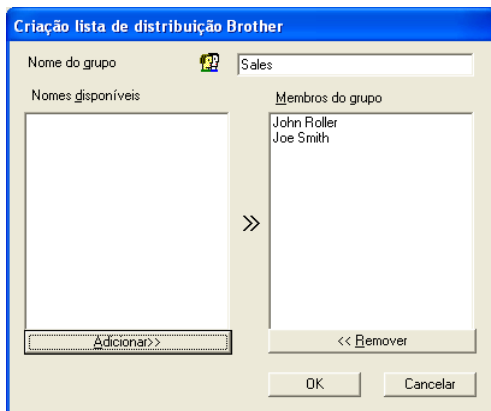 Criação lista de distribuição Brother
Nome do grupo
Sales
Nomes disponíveis
Membros do grupo
John Roller
Joe Smith
Adicionar>>
<< Remover
OK
Cancelar